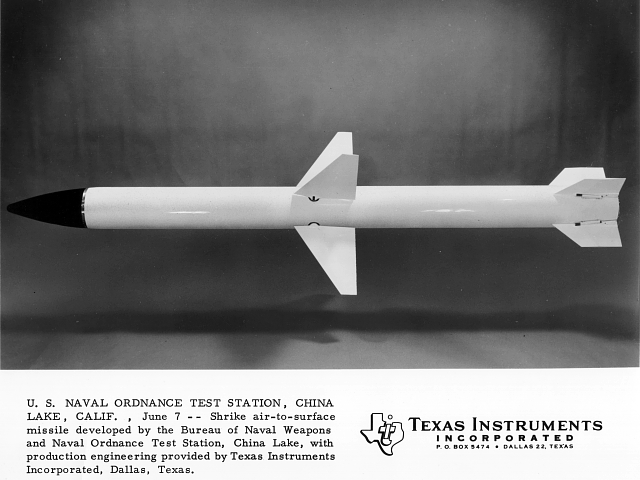 U. S. NAVAL ORDNANCE TEST STATION, CHINA
LAKE, CALIF. , June 7 -- Shrike air-to-surface
missile developed by the Bureau of Naval Weapons
and Naval Ordnance Test Station, China Lake, with
production engineering provided by Texas Instruments
Incorporated, Dallas, Texas.
TEXAS INSTRUMENTS
INCORPORATED
P. O. BOX 5474 • DALLAS 22, TEXAS